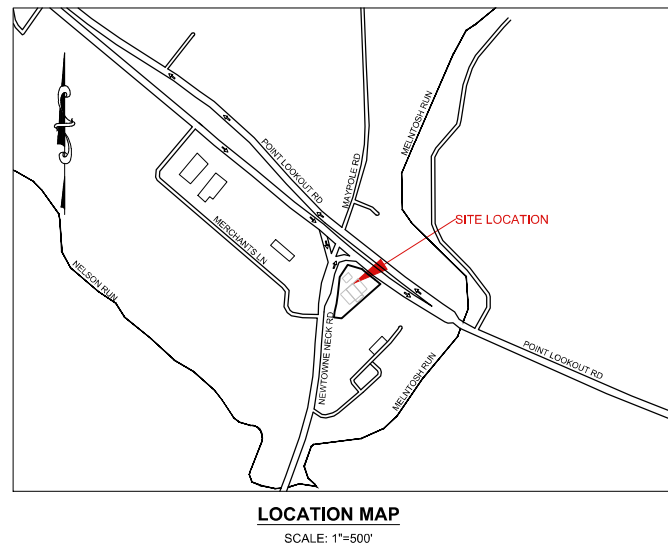 POINT LOOKOUT RD
MAYPOLE RD
MELNTOSH RUN
SITE LOCATION
MERCHANTS LN
NELSON RUN
NEWTOWNE NECK RD
MELNTOSH RUN
POINT LOOKOUT RD
LOCATION MAP
SCALE: 1"=500'